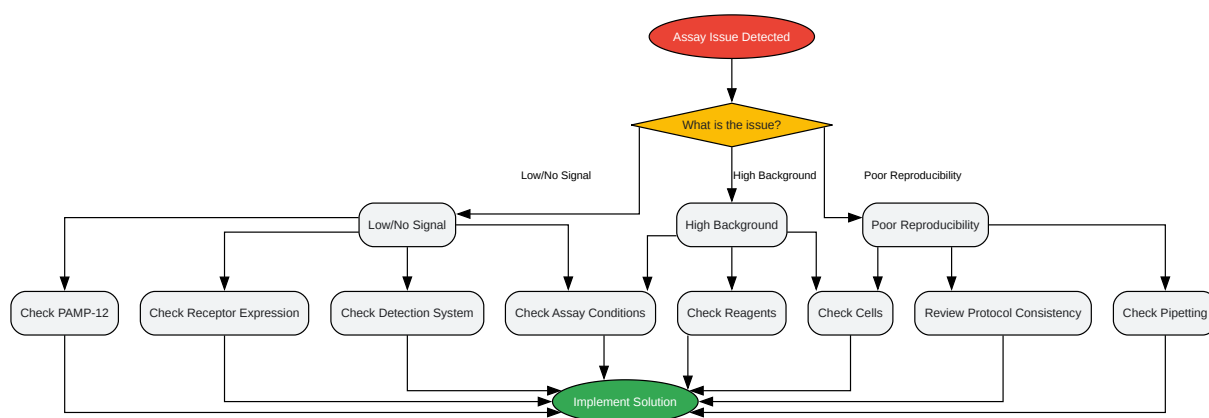 Assay Issue Detected
What is the issue?
Low/No Signal
High Background
Poor Reproducibility
Low/No Signal
High Background
Poor Reproducibility
Check PAMP-12
Check Receptor Expression
Check Detection System
Check Assay Conditions
Check Reagents
Check Cells
Review Protocol Consistency
Check Pipetting
Implement Solution